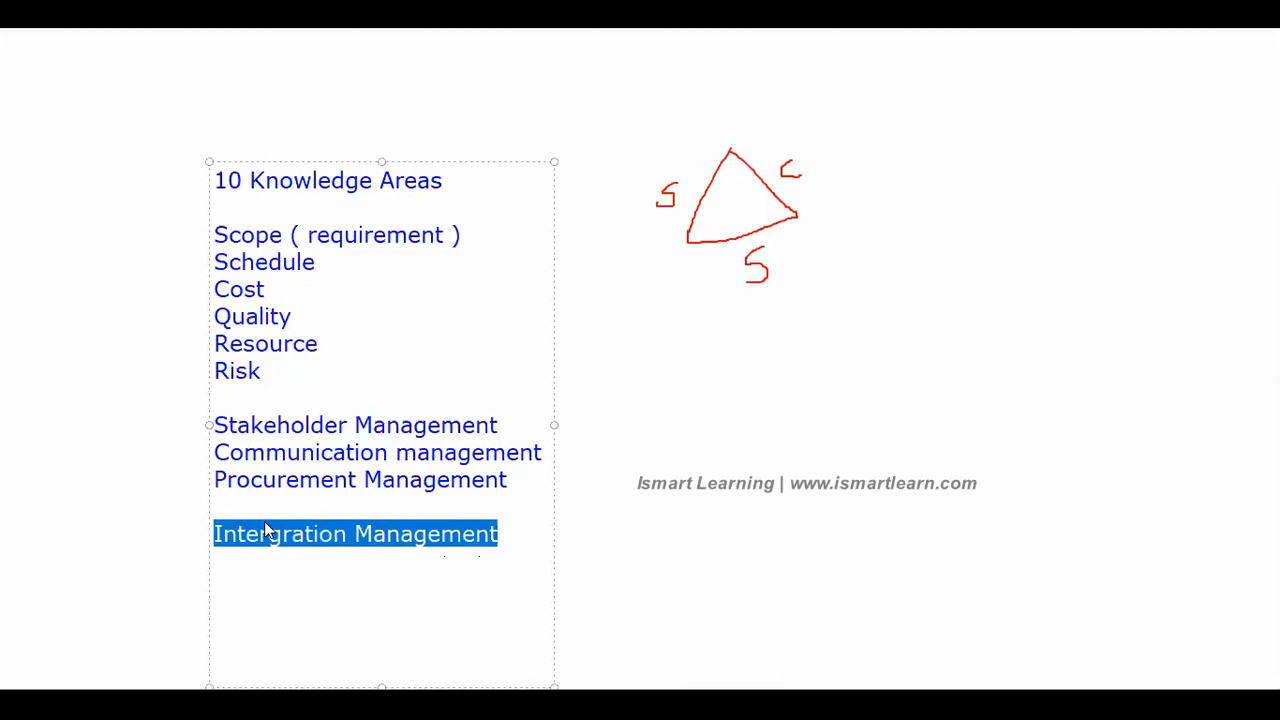 10 Knowledge Areas
Scope ( requirement )
Schedule
Cost
Quality
Resource
Risk
Stakeholder Management
Communication management
Procurement Management
Intergration Management
S
C
S
Ismart Learning | www.ismartlearn.com